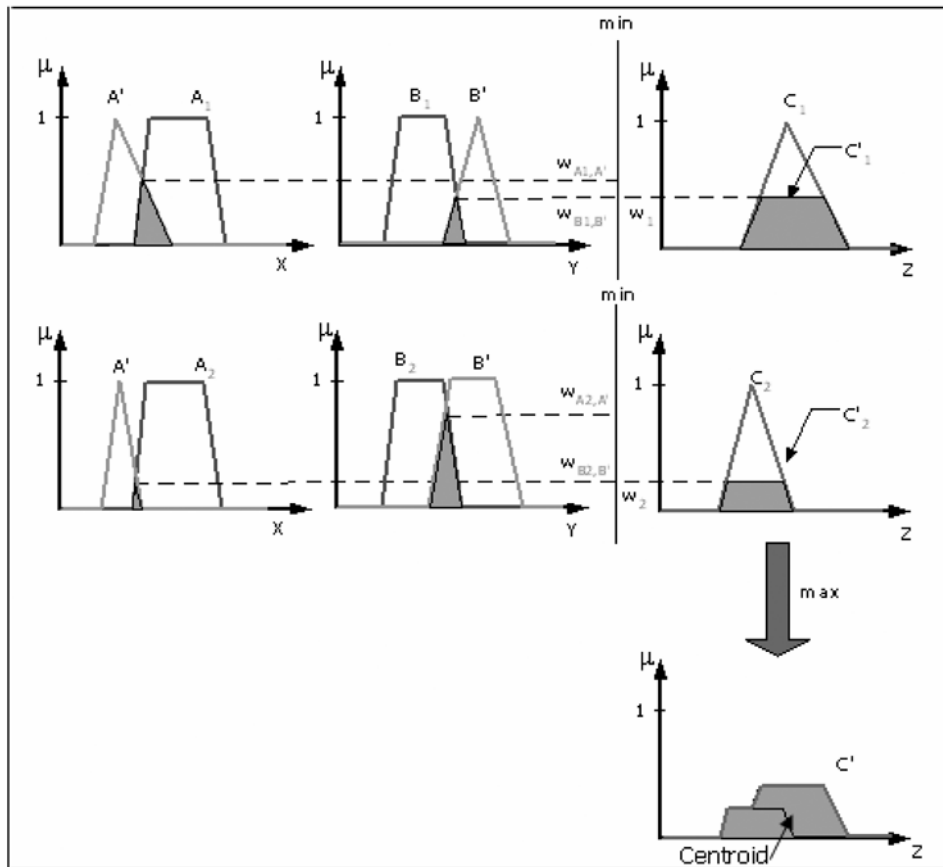 min
μ
1
A'
A1
X
μ
1
B1
B'
Y
wA1,A'
wB1,B'
w1
μ
1
C1
C'1
Z
min
μ
1
A'
A2
X
μ
1
B2
B'
Y
wA2,A'
wB2,B'
w2
μ
1
C2
C'2
Z
max
μ
1
C'
Centroid
Z